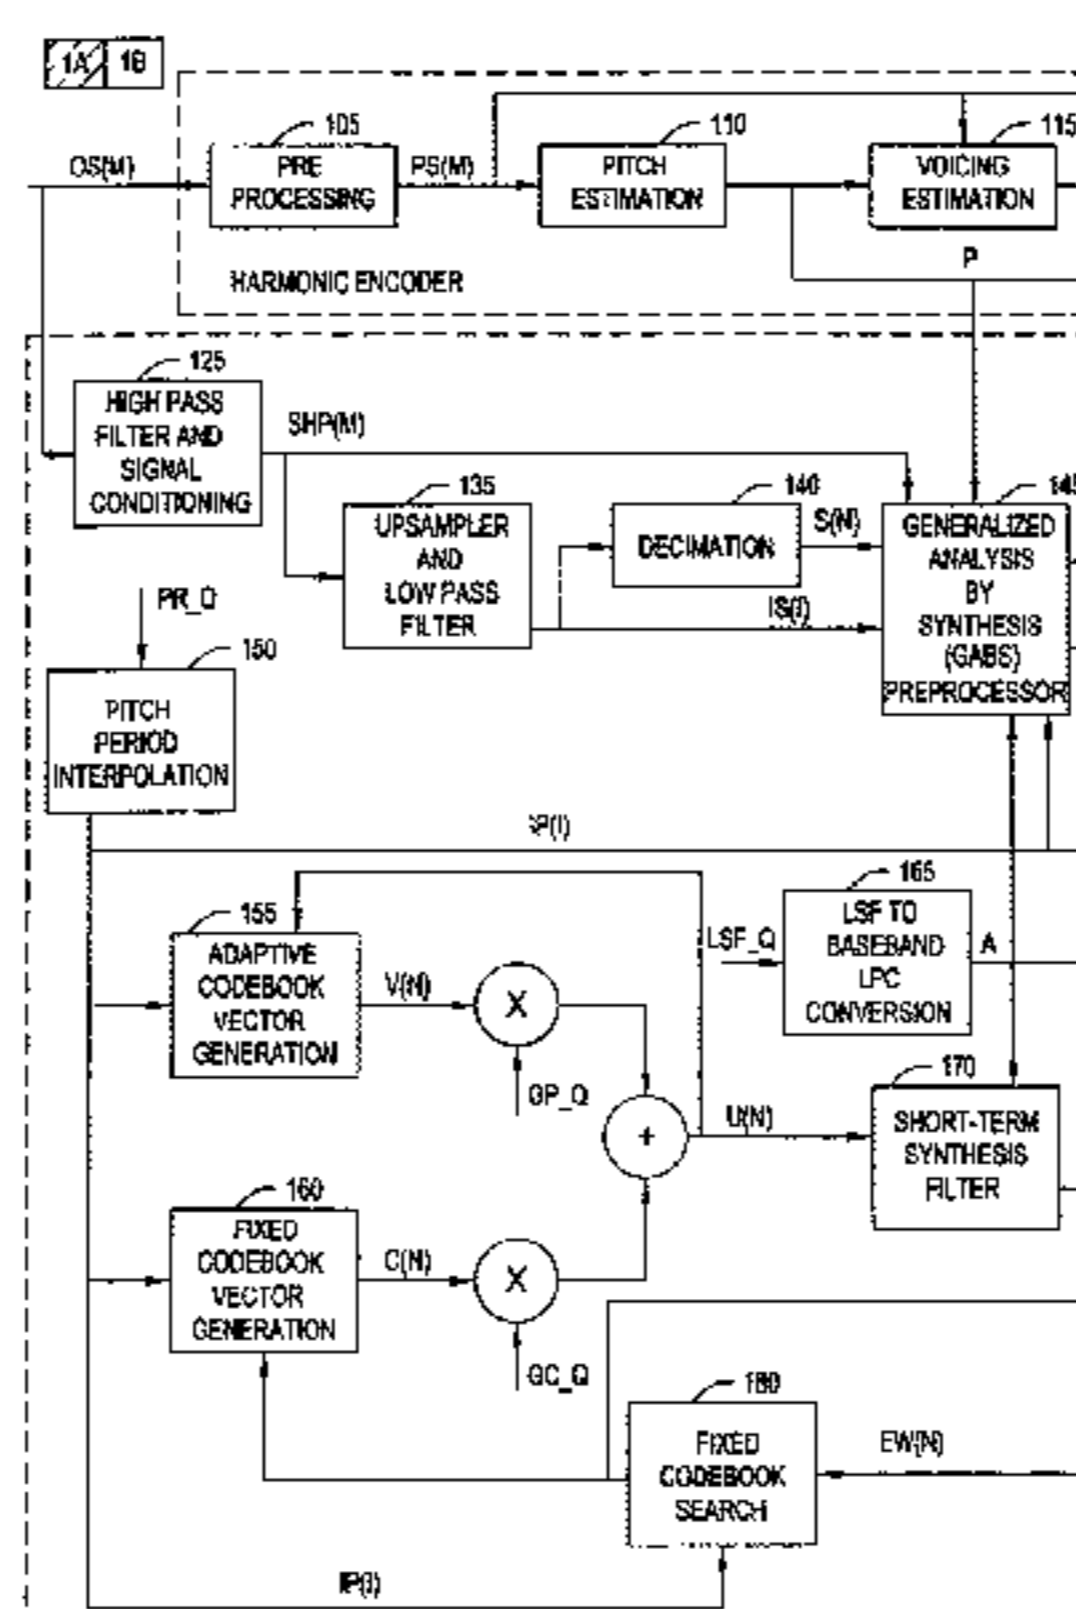 1A 1B
105
110
115
OS(M)
PRE
PROCESSING
PS(M)
PITCH
ESTIMATION
VOICING
ESTIMATION
P
HARMONIC ENCODER
125
HIGH PASS
FILTER AND
SIGNAL
CONDITIONING
SHP(M)
135
UPSAMPLER
AND
LOW PASS
FILTER
140
DECIMATION
S(N)
IS(I)
145
GENERALIZED
ANALYSIS
BY
SYNTHESIS
(GABS)
PREPROCESSOR
PR_Q
150
PITCH
PERIOD
INTERPOLATION
IP(I)
155
ADAPTIVE
CODEBOOK
VECTOR
GENERATION
V(N)
X
GP_Q
165
LSF_Q
LSF TO
BASEBAND
LPC
CONVERSION
A
+
U(N)
170
SHORT-TERM
SYNTHESIS
FILTER
160
FIXED
CODEBOOK
VECTOR
GENERATION
C(N)
X
GC_Q
180
FIXED
CODEBOOK
SEARCH
EW(N)
IP(I)